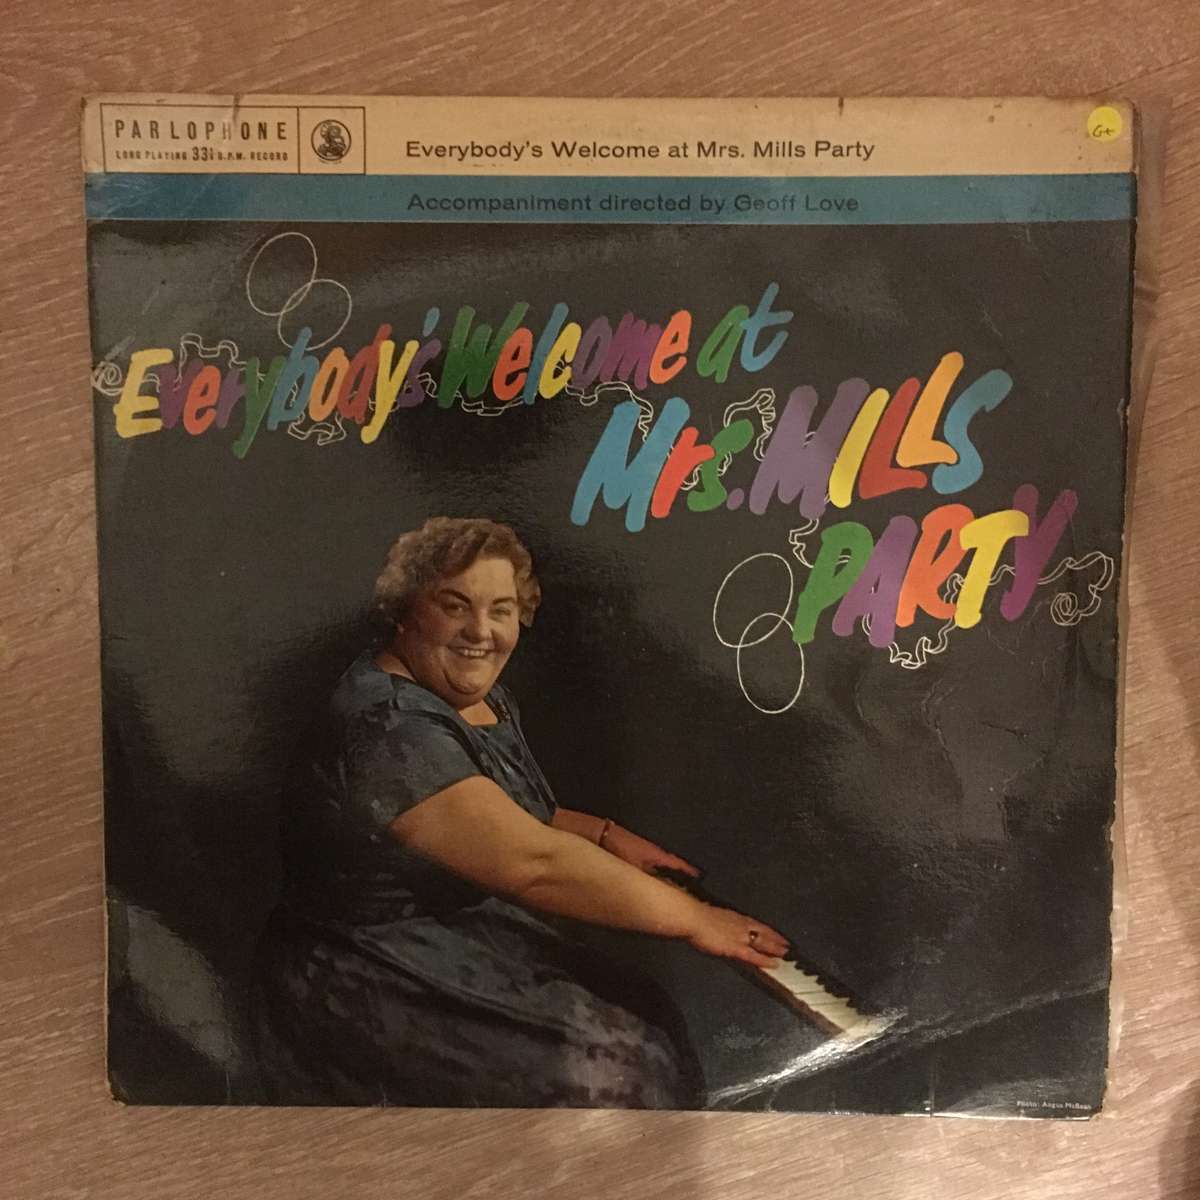 PARLOPHONE
LONG PLAYING 33⅓ R.P.M. RECORD
Everybody's Welcome at Mrs. Mills Party
G+
Accompaniment directed by Geoff Love
Everybody's Welcome at
Mrs. MILLS
PARTY
Photo: Angus McBean